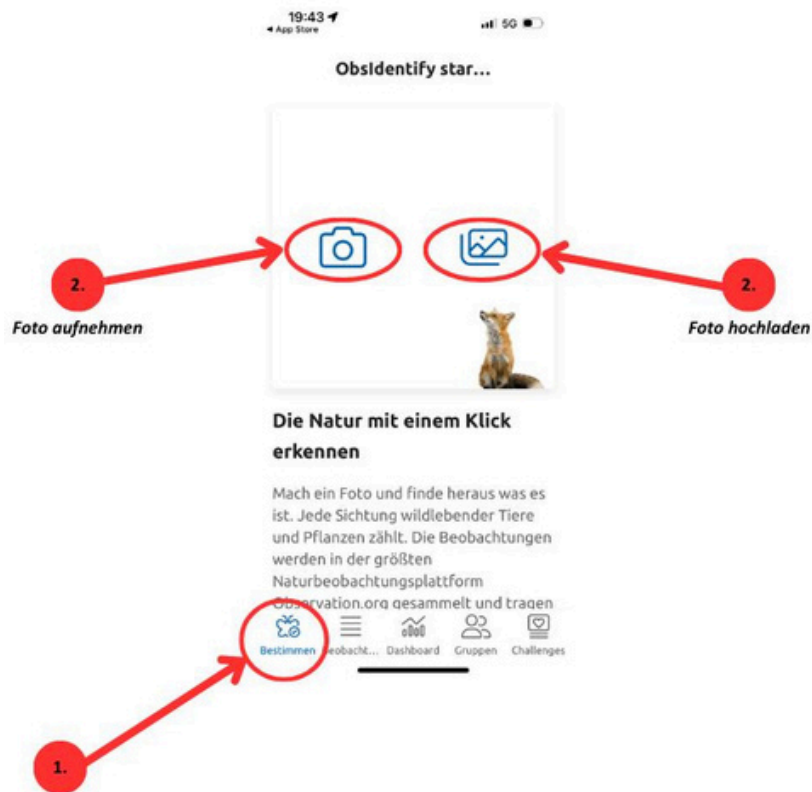 19:43
◀ App Store
5G
ObsIdentify star...
2.
Foto aufnehmen
2.
Foto hochladen
Die Natur mit einem Klick
erkennen
Mach ein Foto und finde heraus was es
ist. Jede Sichtung wildlebender Tiere
und Pflanzen zählt. Die Beobachtungen
werden in der größten
Naturbeobachtungsplattform
Observation.org gesammelt und tragen
Bestimmen
Beobacht...
Dashboard
Gruppen
Challenges
1.